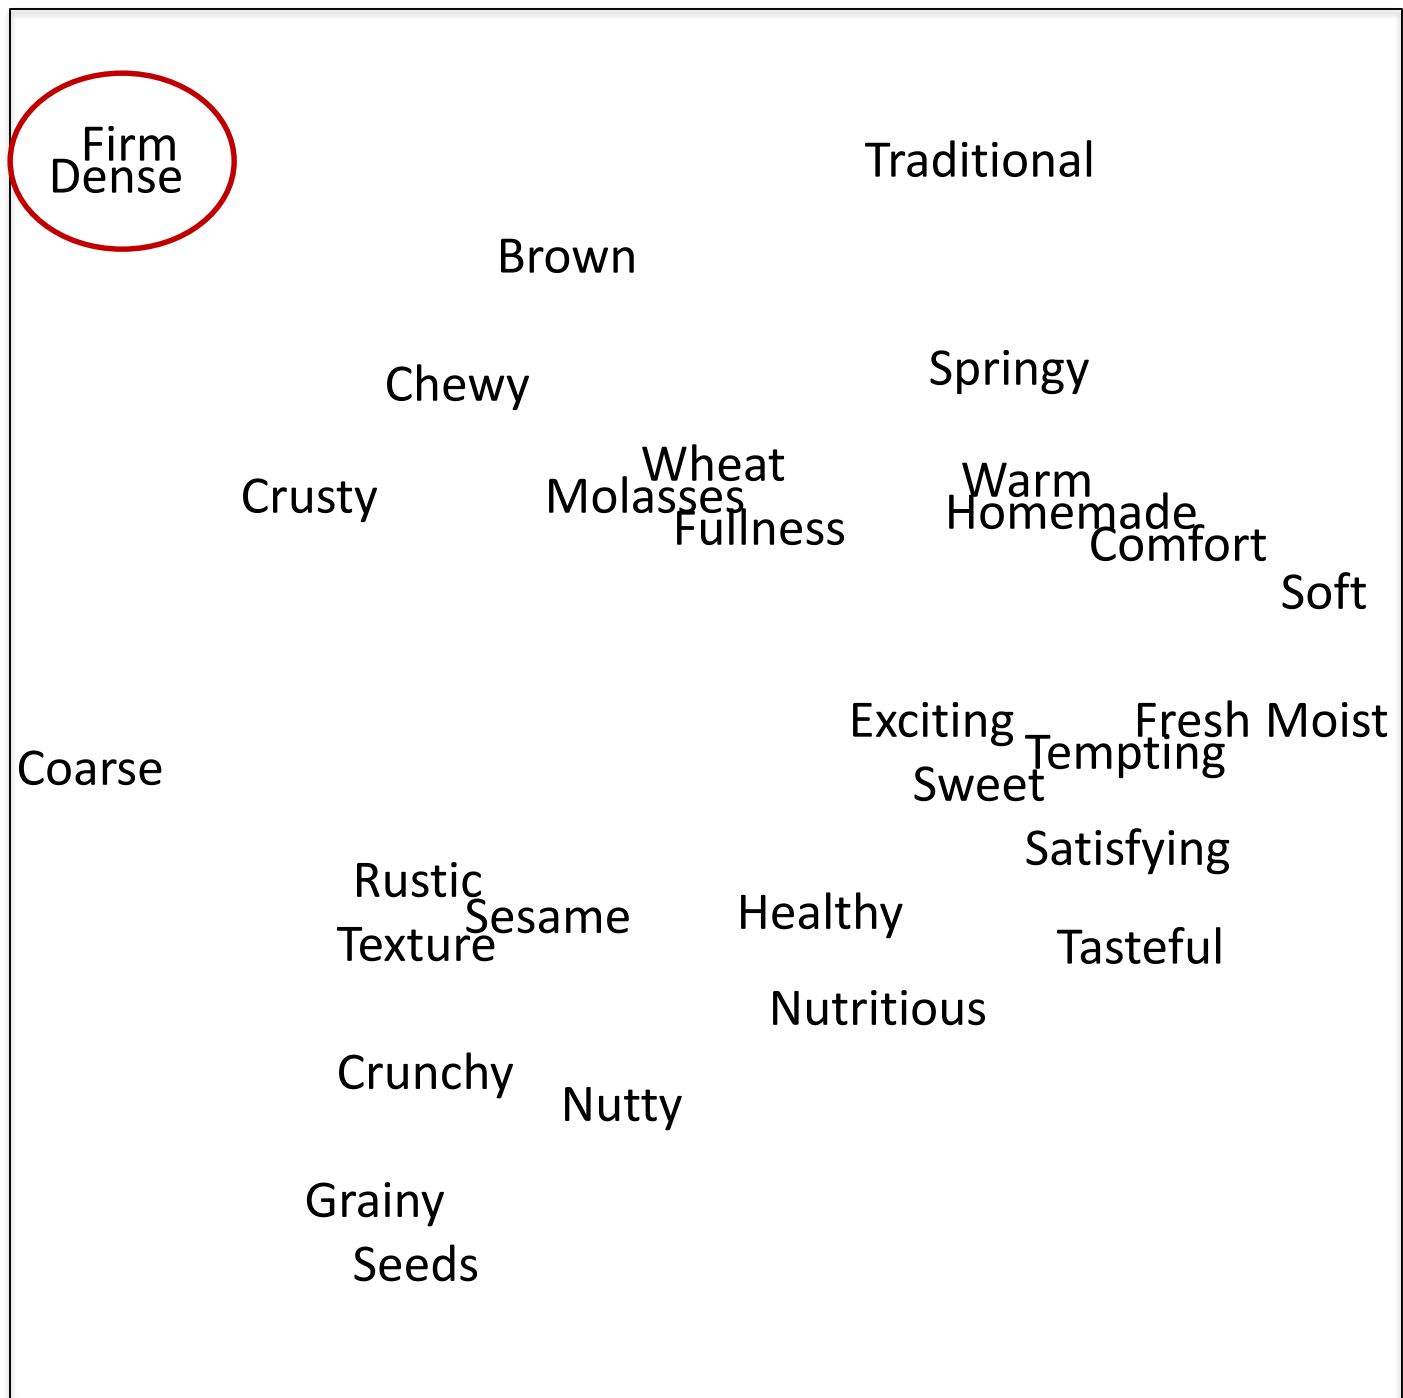 Firm
Dense
Traditional
Brown
Springy
Chewy
Wheat
Warm
Crusty
Molasses
Homemade
Fullness
Comfort
Soft
Exciting
Fresh Moist
Tempting
Coarse
Sweet
Satisfying
Rustic
Sesame
Healthy
Texture
Tasteful
Nutritious
Crunchy
Nutty
Grainy
Seeds